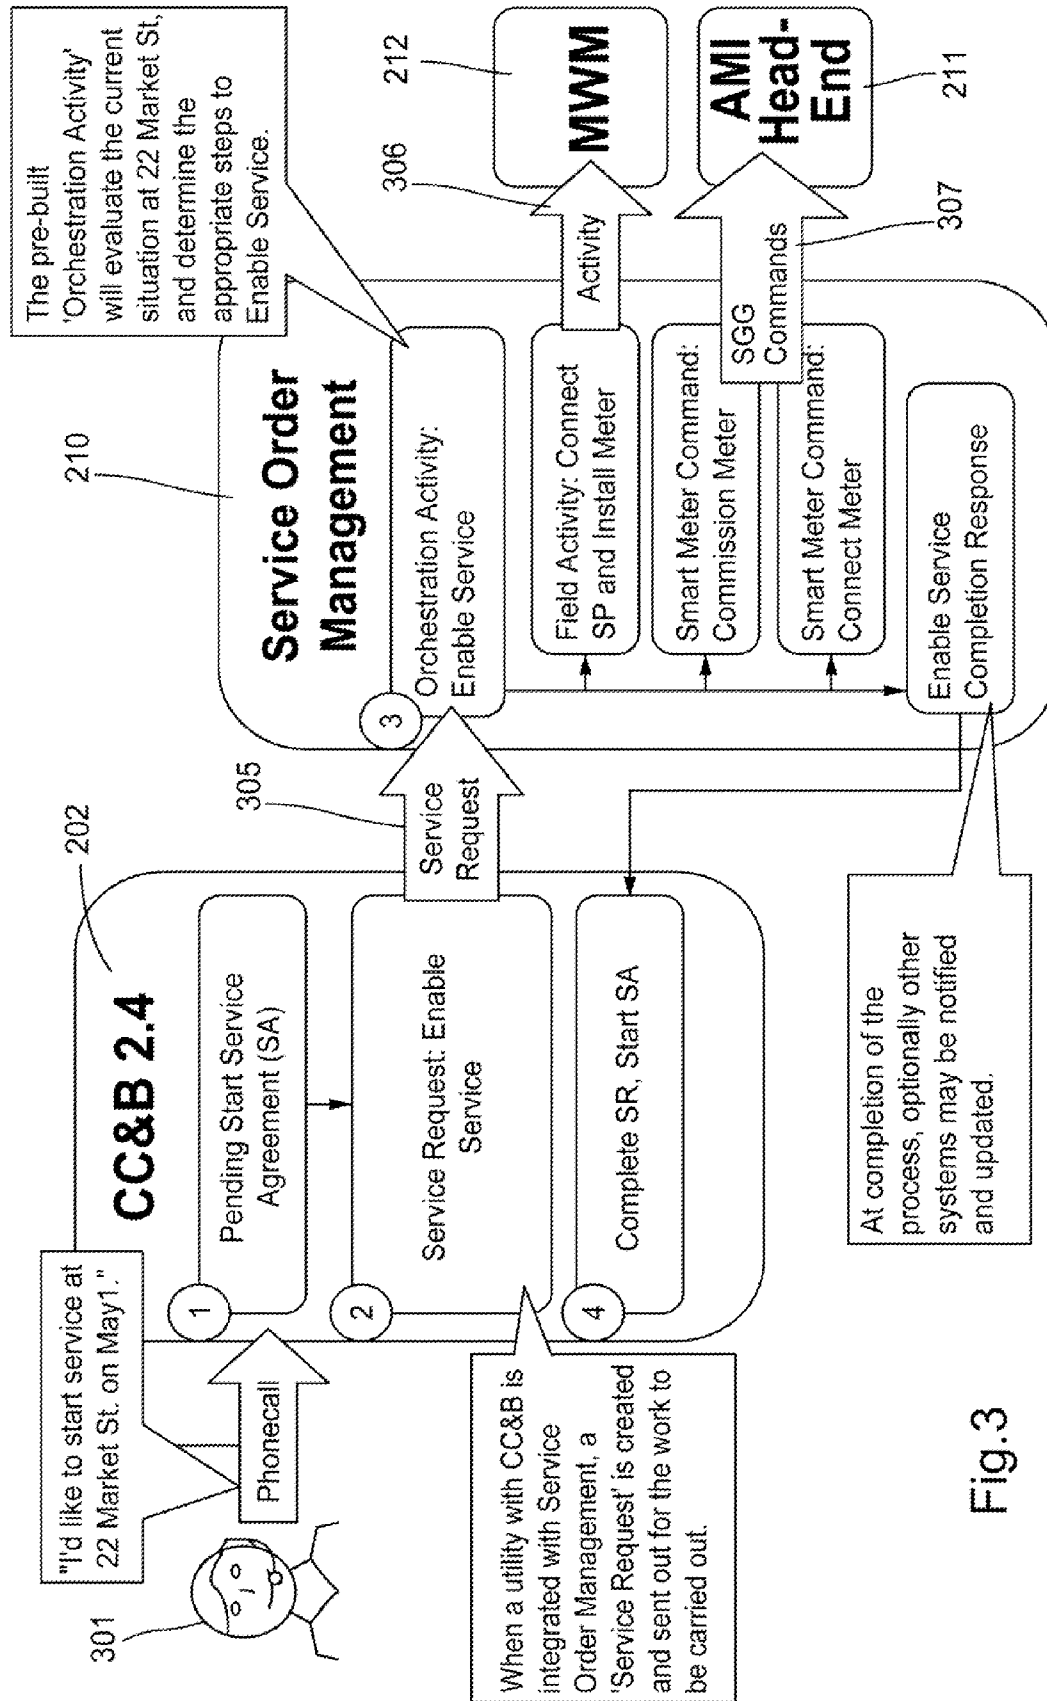 "I'd like to start service at
22 Market St. on May1."
301
Phonecall
CC&B 2.4
202
1
Pending Start Service
Agreement (SA)
2
Service Request: Enable
Service
4
Complete SR, Start SA
When a utility with CC&B is
integrated with Service
Order Management, a
'Service Request' is created
and sent out for the work to
be carried out.
305
Service
Request
210
Service Order
Management
3
Orchestration Activity:
Enable Service
The pre-built
'Orchestration Activity'
will evaluate the current
situation at 22 Market St,
and determine the
appropriate steps to
Enable Service.
Field Activity: Connect
SP and Install Meter
Smart Meter Command:
Commission Meter
Smart Meter Command:
Connect Meter
Enable Service
Completion Response
Activity
306
212
MWM
SGG
Commands
307
AMI
Head-
End
211
At completion of the
process, optionally other
systems may be notified
and updated.
Fig.3